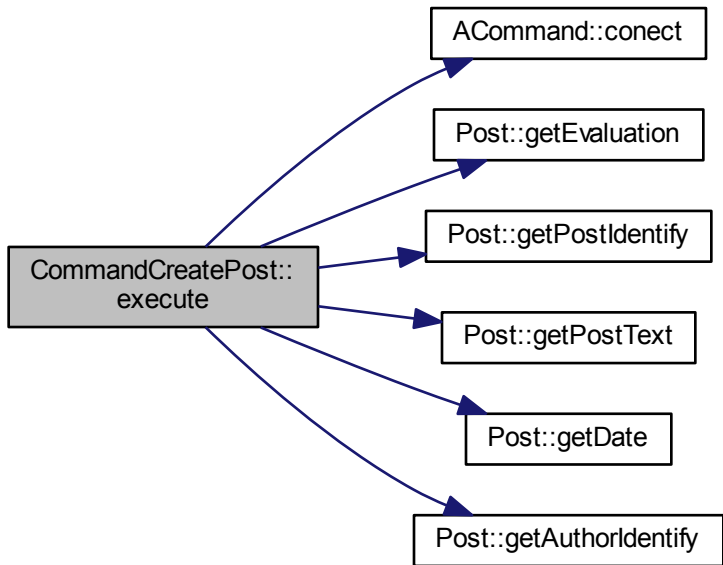 ACommand::conect
Post::getEvaluation
Post::getPostIdentify
CommandCreatePost::
execute
Post::getPostText
Post::getDate
Post::getAuthorIdentify